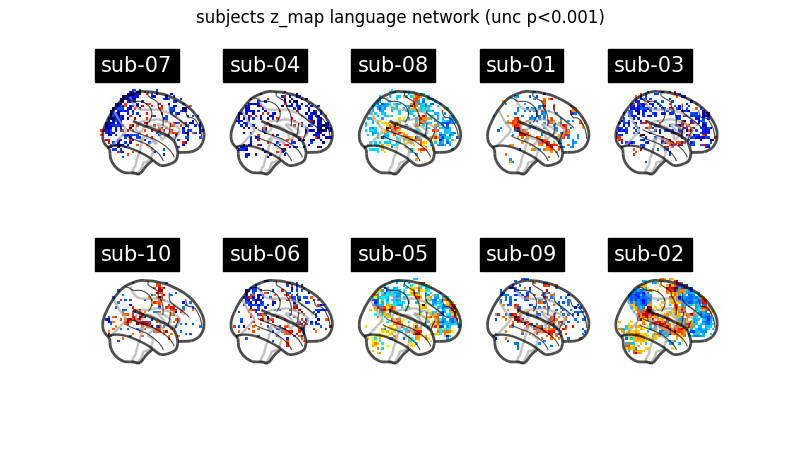 subjects z_map language network (unc p<0.001)
sub-07 sub-04 sub-08 sub-01 sub-03
sub-10 sub-06 sub-05 sub-09 sub-02